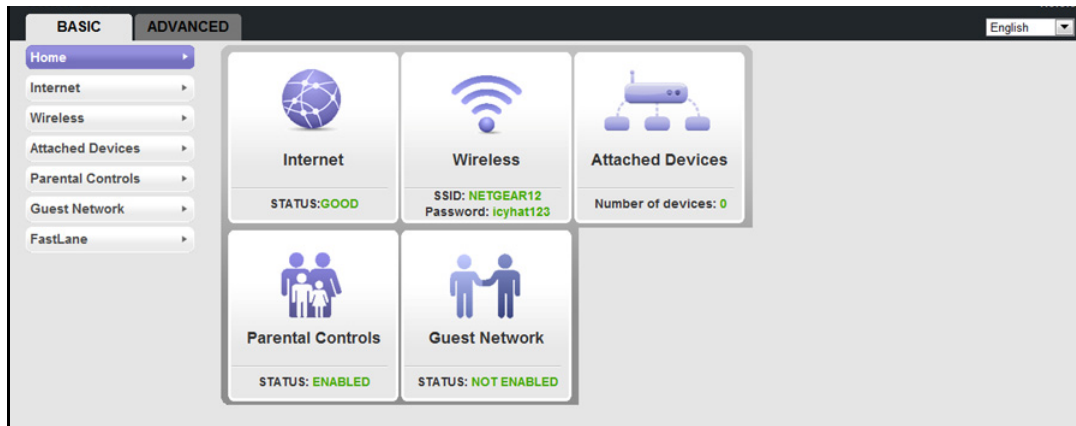 BASIC
ADVANCED
English
Home
Internet
Wireless
Attached Devices
Parental Controls
Guest Network
FastLane
Internet
STATUS:GOOD
Wireless
SSID: NETGEAR12
Password: icyhat123
Attached Devices
Number of devices: 0
Parental Controls
STATUS: ENABLED
Guest Network
STATUS: NOT ENABLED